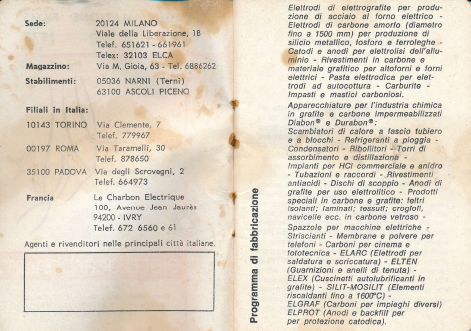 Sede:
20124 MILANO
Viale della Liberazione, 18
Telef. 651621 - 661961
Telex: 32103 ELCA
Magazzino:
Via M. Gioia, 63 - Tel. 6886262
Stabilimenti:
05036 NARNI (Terni)
63100 ASCOLI PICENO
Filiali in Italia:
10143 TORINO
Via Clemente, 7
Telef. 779967
00197 ROMA
Via Taramelli, 30
Telef. 878650
35100 PADOVA
Via degli Scrovegni, 2
Telef. 664973
Francia
Le Charbon Electrique
100, Avenue Jean Jeurès
94200 - IVRY
Telef. 672 6560 e 61
Agenti e rivenditori nelle principali città italiane.
Programma di fabbricazione
Elettrodi di elettrografite per produ-
zione di acciaio al forno elettrico -
Elettrodi di carbone amorfo (diametro
fino a 1500 mm) per produzione di
silicio metallico, fosforo e ferroleghe -
Catodi e anodi per elettrolisi dell'allu-
minio - Rivestimenti in carbone e
materiale grafitico per altoforni e forni
elettrici - Pasta elettrodica per elet-
trodi ad autocottura - Carburite -
Impasti e mastici carboniosi.
Apparecchiature per l'industria chimica
in grafite e carbone impermeabilizzati
Diabon® e Durabon®:
Scambiatori di calore a fascio tubiero
e a blocchi - Refrigeranti a pioggia -
Condensatori - Ribollitori - Torri di
assorbimento e distillazione -
Impianti per HCl commerciale e anidro
- Tubazioni e raccordi - Rivestimenti
antiacidi - Dischi di scoppio - Anodi di
grafite per uso elettrolitico - Prodotti
speciali in carbone e grafite: feltri
isolanti; laminati; tessuti; crogioli,
navicelle ecc. in carbone vetroso -
Spazzole per macchine elettriche -
Striscianti - Membrane e polvere per
telefoni - Carboni per cinema e
fototecnica - ELARC (Elettrodi per
saldatura e scriccatura) - ELTEN
(Guarnizioni e anelli di tenuta) -
ELEX (Cuscinetti autolubrificanti in
grafite) - SILIT-MOSILIT (Elementi
riscaldanti fino a 1600°C) -
ELGRAF (Carboni per impieghi diversi)
ELPROT (Anodi e backfill per
per protezione catodica).